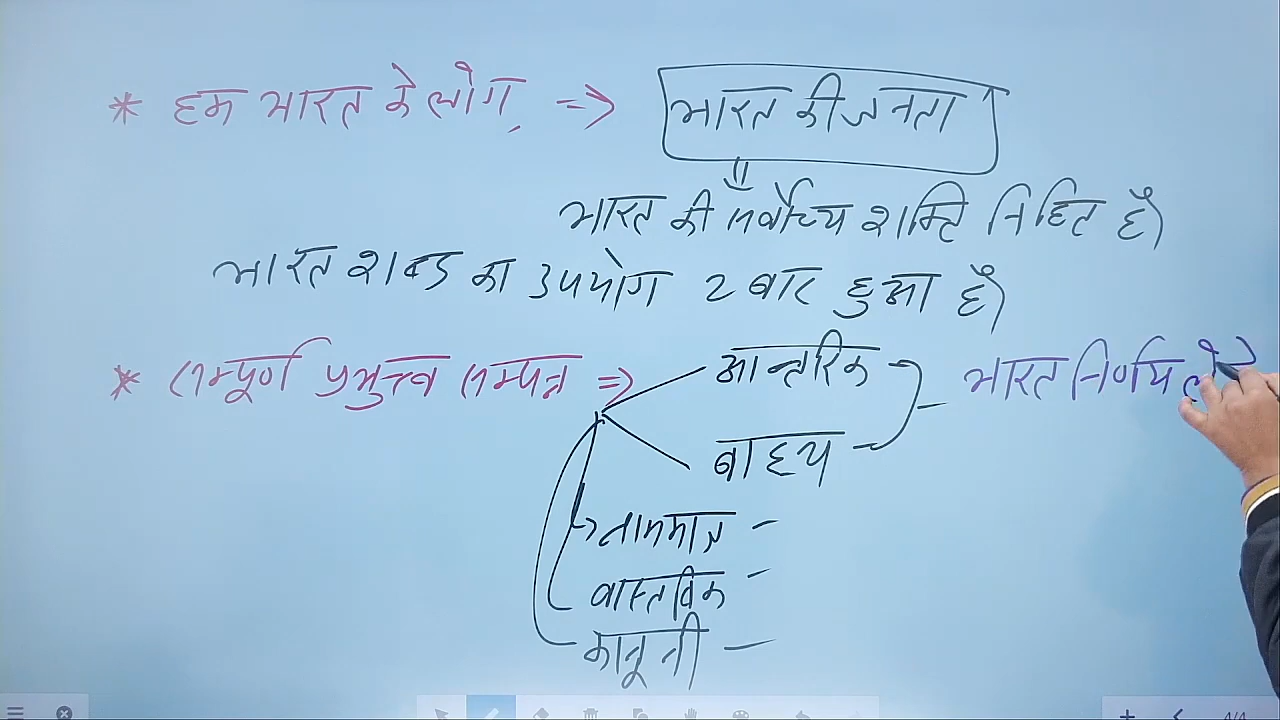 * हम भारत के लोग, => भारत की जनता
भारत की सर्वोच्च शक्ति निहित है।
भारत शब्द का उपयोग 2 बार हुआ है।
* सम्पूर्ण प्रभुत्त्व सम्पन्न => आन्तरिक - भारत निर्णय
बाह्य
नाममात्र -
वास्तविक -
कानूनी -